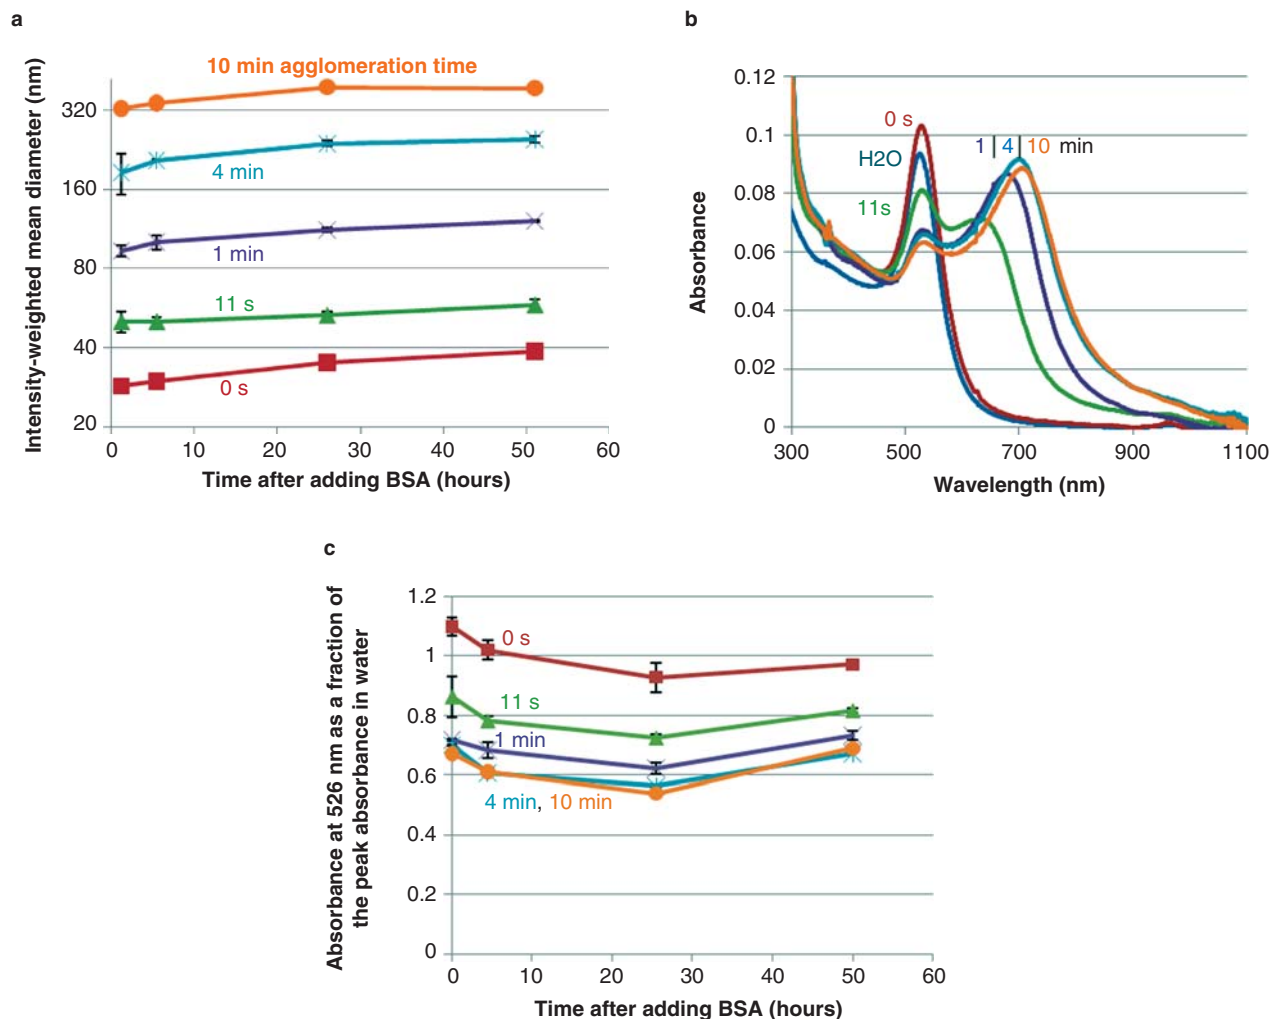 a
Intensity-weighted mean diameter (nm)
320
160
80
40
20
10 min agglomeration time
4 min
1 min
11 s
0 s
0 10 20 30 40 50 60
Time after adding BSA (hours)
b
Absorbance
0.12
0.1
0.08
0.06
0.04
0.02
0
0 s
H2O
11s
1 | 4 | 10 min
300 500 700 900 1100
Wavelength (nm)
c
Absorbance at 526 nm as a fraction of
the peak absorbance in water
1.2
1
0.8
0.6
0.4
0.2
0
0 s
11 s
1 min
4 min, 10 min
0 10 20 30 40 50 60
Time after adding BSA (hours)